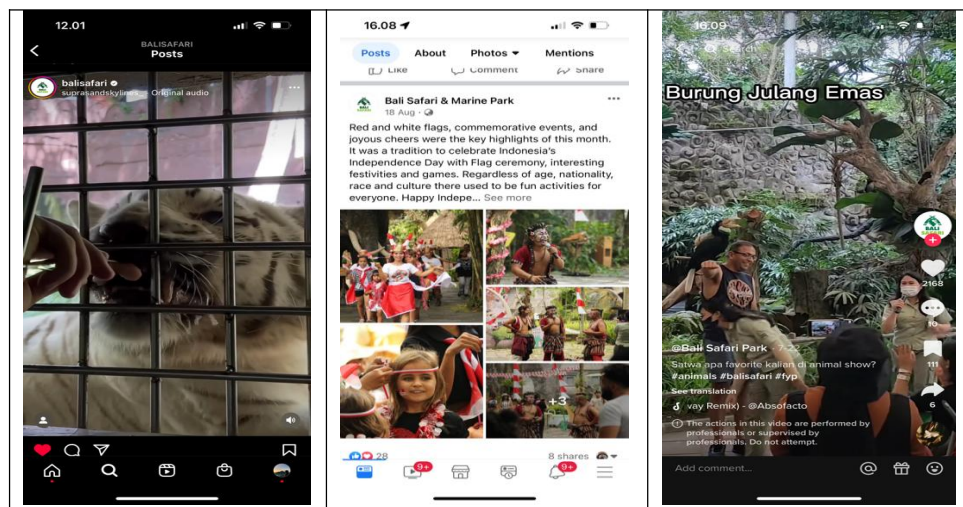 12.01
BALISAFARI
Posts
balisafari
suprasandskylines Original audio
16.08
Posts About Photos Mentions
Like Comment Share
Bali Safari & Marine Park
18 Aug
Red and white flags, commemorative events, and
joyous cheers were the key highlights of this month.
It was a tradition to celebrate Indonesia's
Independence Day with Flag ceremony, interesting
festivities and games. Regardless of age, nationality,
race and culture there used to be fun activities for
everyone. Happy Indepe... See more
+3
28
8 shares
9+
9+
16.09
Search
Burung Julang Emas
BALI
SAFARI
2168
10
111
6
@Bali Safari Park · 7-22
Satwa apa favorite kalian di animal show?
#animals #balisafari #fyp
See translation
vay Remix) - @Absofacto
The actions in this video are performed by
professionals or supervised by
professionals. Do not attempt.
Add comment...